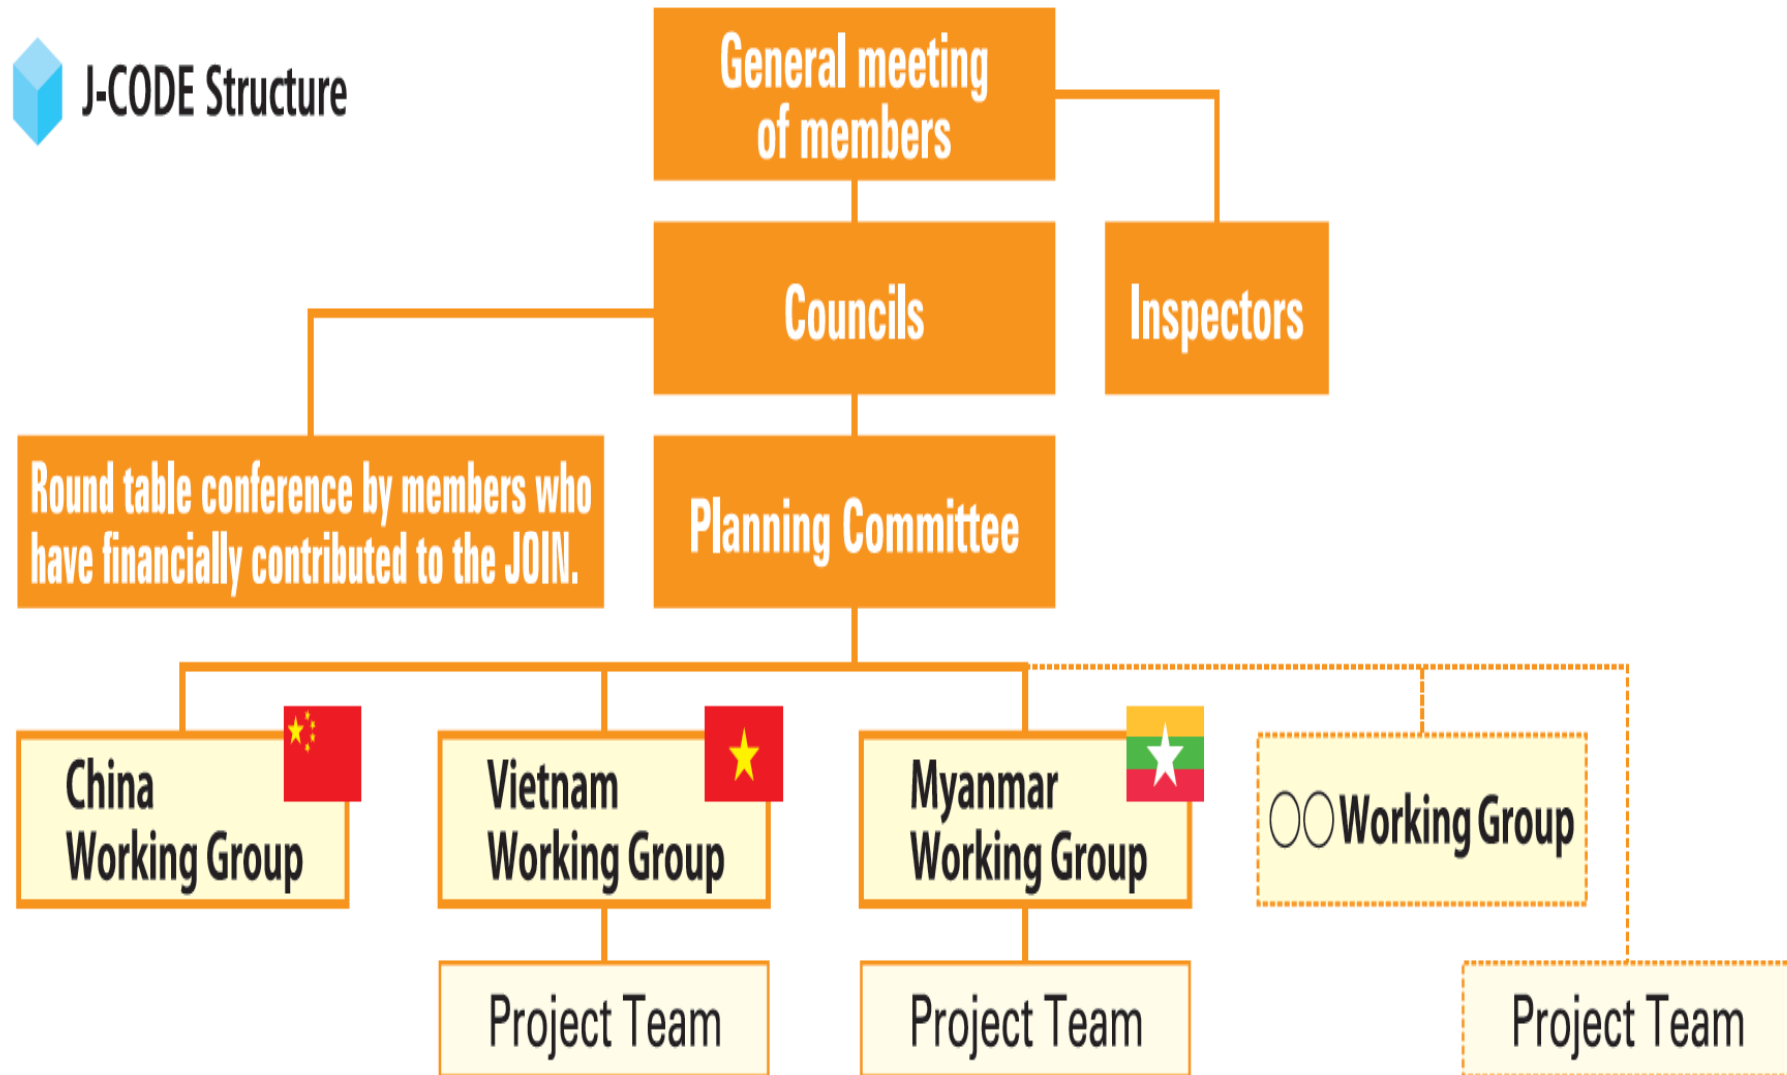 J-CODE Structure
General meeting
of members
Councils
Inspectors
Round table conference by members who
have financially contributed to the JOIN.
Planning Committee
China
Working Group
Vietnam
Working Group
Myanmar
Working Group
○○Working Group
Project Team
Project Team
Project Team